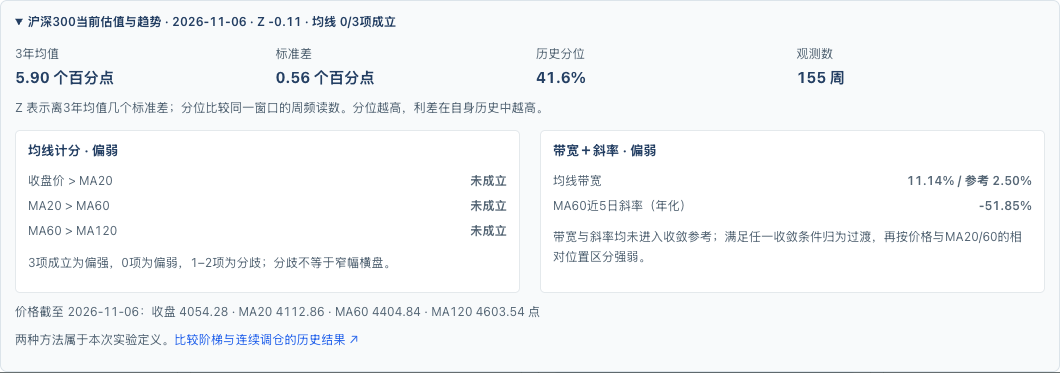 ▼ 沪深300当前估值与趋势 · 2026-11-06 · Z -0.11 · 均线 0/3项成立
3年均值
5.90 个百分点
标准差
0.56 个百分点
历史分位
41.6%
观测数
155 周
Z 表示离3年均值几个标准差；分位比较同一窗口的周频读数。分位越高，利差在自身历史中越高。
均线计分 · 偏弱
收盘价 > MA20 未成立
MA20 > MA60 未成立
MA60 > MA120 未成立
3项成立为偏强，0项为偏弱，1–2项为分歧；分歧不等于窄幅横盘。
带宽＋斜率 · 偏弱
均线带宽 11.14% / 参考 2.50%
MA60近5日斜率（年化） -51.85%
带宽与斜率均未进入收敛参考；满足任一收敛条件归为过渡，再按价格与MA20/60的相
对位置区分强弱。
价格截至 2026-11-06：收盘 4054.28 · MA20 4112.86 · MA60 4404.84 · MA120 4603.54 点
两种方法属于本次实验定义。比较阶梯与连续调仓的历史结果 ↗